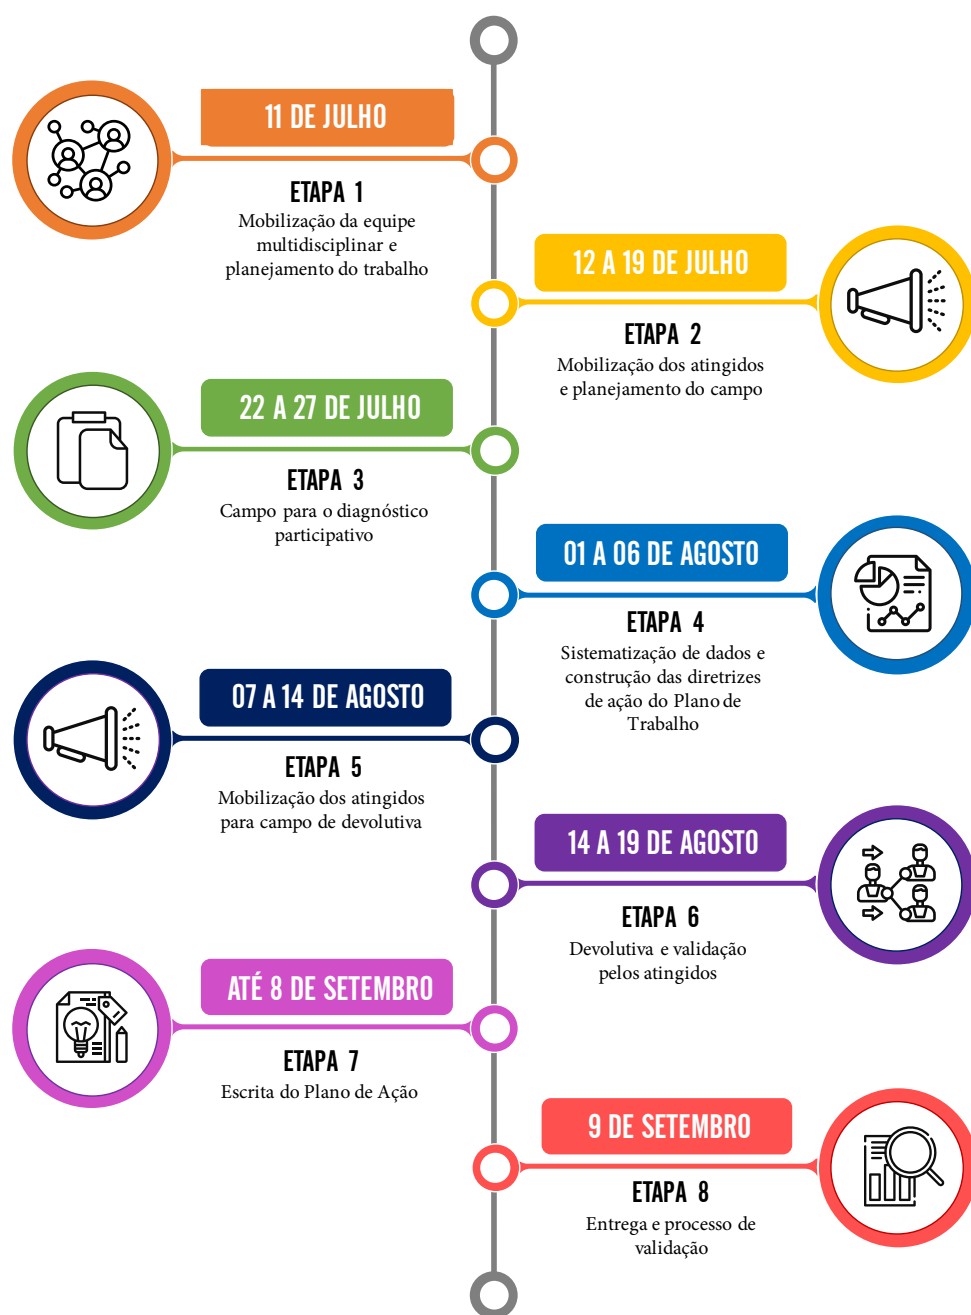 11 DE JULHO
ETAPA 1
Mobilização da equipe
multidisciplinar e
planejamento do trabalho
12 A 19 DE JULHO
ETAPA 2
Mobilização dos atingidos
e planejamento do campo
22 A 27 DE JULHO
ETAPA 3
Campo para o diagnóstico
participativo
01 A 06 DE AGOSTO
ETAPA 4
Sistematização de dados e
construção das diretrizes
de ação do Plano de
Trabalho
07 A 14 DE AGOSTO
ETAPA 5
Mobilização dos atingidos
para campo de devolutiva
14 A 19 DE AGOSTO
ETAPA 6
Devolutiva e validação
pelos atingidos
ATÉ 8 DE SETEMBRO
ETAPA 7
Escrita do Plano de Ação
9 DE SETEMBRO
ETAPA 8
Entrega e processo de
validação